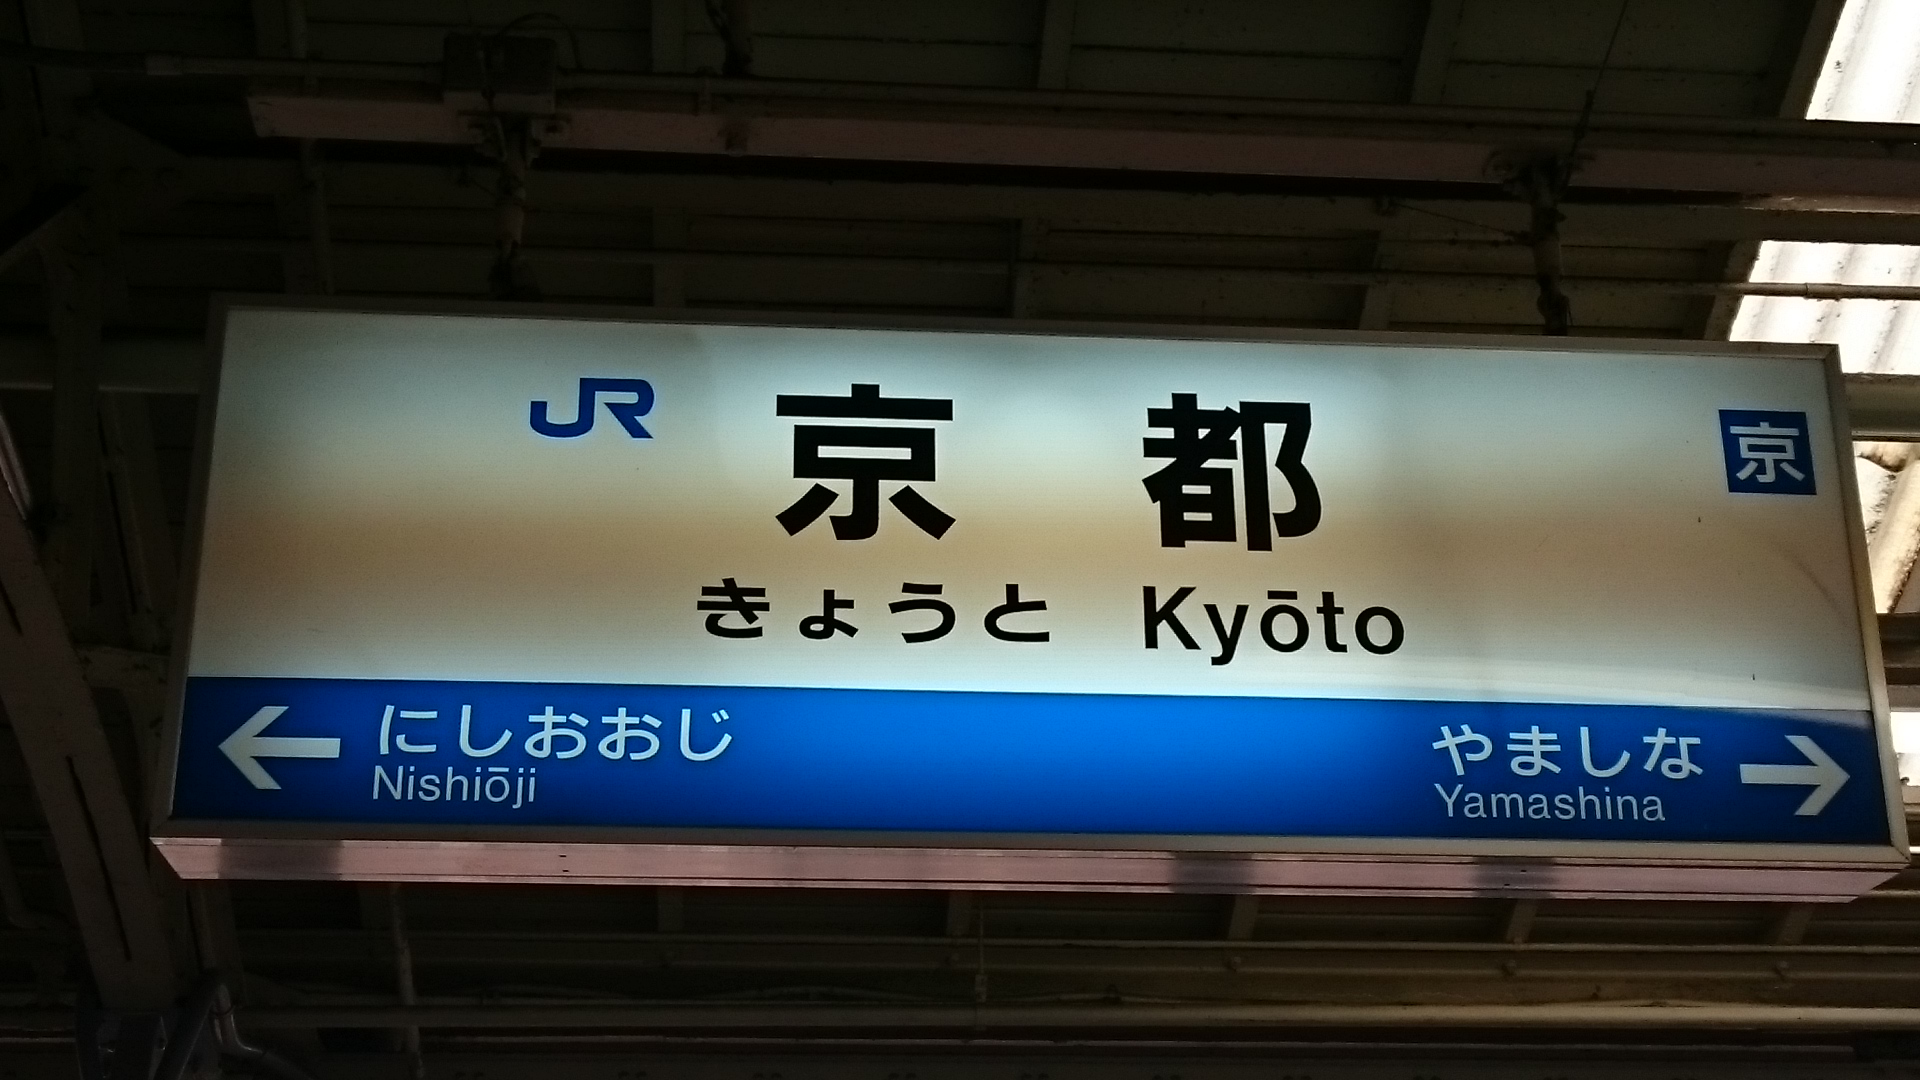 JR 京都 京
きょうと Kyōto
← にしおおじ やましな →
Nishiōji Yamashina